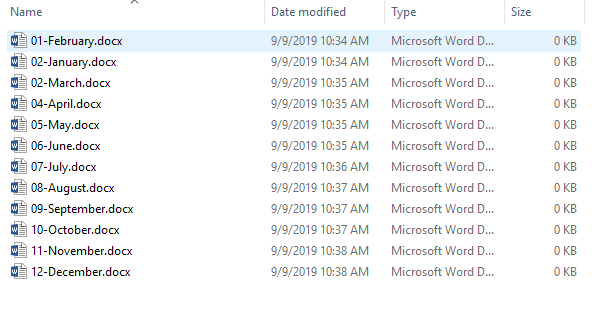 Name Date modified Type Size
01-February.docx 9/9/2019 10:34 AM Microsoft Word D... 0 KB
02-January.docx 9/9/2019 10:34 AM Microsoft Word D... 0 KB
02-March.docx 9/9/2019 10:35 AM Microsoft Word D... 0 KB
04-April.docx 9/9/2019 10:35 AM Microsoft Word D... 0 KB
05-May.docx 9/9/2019 10:35 AM Microsoft Word D... 0 KB
06-June.docx 9/9/2019 10:35 AM Microsoft Word D... 0 KB
07-July.docx 9/9/2019 10:36 AM Microsoft Word D... 0 KB
08-August.docx 9/9/2019 10:37 AM Microsoft Word D... 0 KB
09-September.docx 9/9/2019 10:37 AM Microsoft Word D... 0 KB
10-October.docx 9/9/2019 10:37 AM Microsoft Word D... 0 KB
11-November.docx 9/9/2019 10:38 AM Microsoft Word D... 0 KB
12-December.docx 9/9/2019 10:38 AM Microsoft Word D... 0 KB